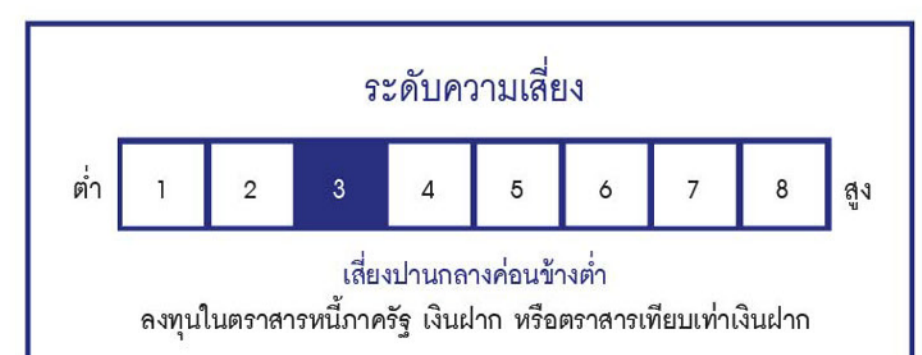 ระดับความเสี่ยง
ต่ำ 1 2 3 4 5 6 7 8 สูง
เสี่ยงปานกลางค่อนข้างต่ำ
ลงทุนในตราสารหนี้ภาครัฐ เงินฝาก หรือตราสารเทียบเท่าเงินฝาก